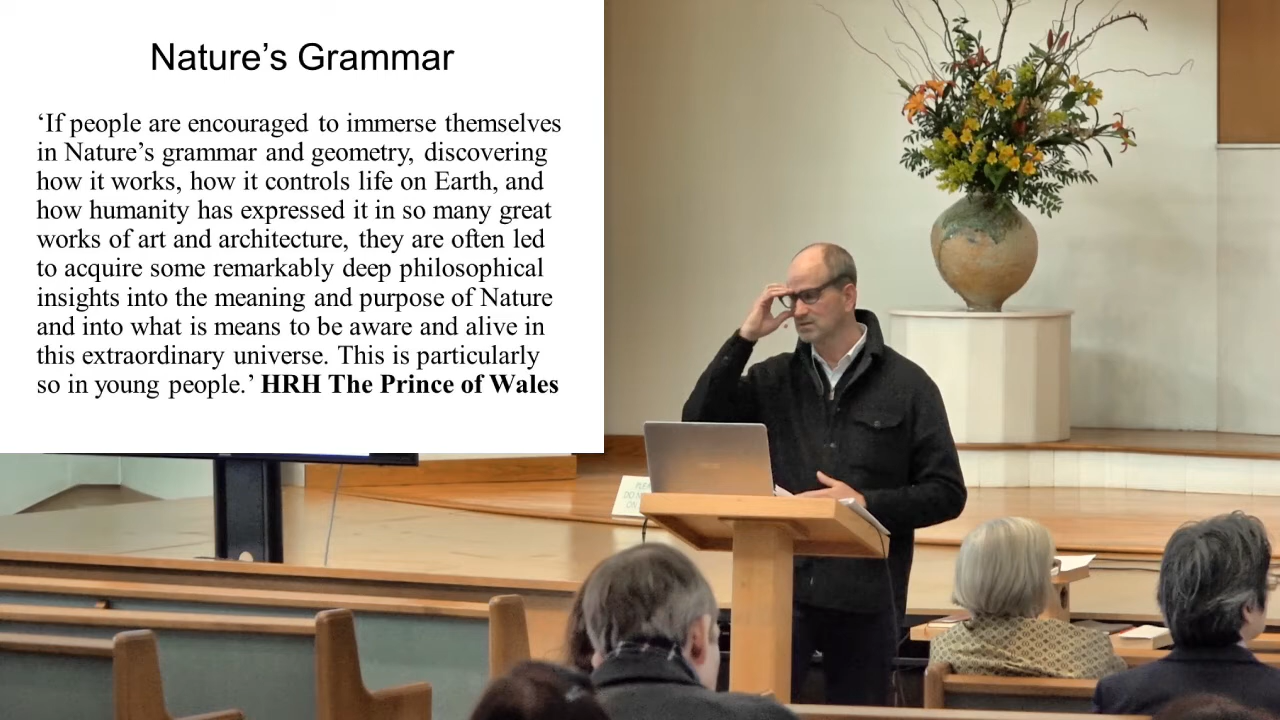 Nature’s Grammar
‘If people are encouraged to immerse themselves
in Nature’s grammar and geometry, discovering
how it works, how it controls life on Earth, and
how humanity has expressed it in so many great
works of art and architecture, they are often led
to acquire some remarkably deep philosophical
insights into the meaning and purpose of Nature
and into what is means to be aware and alive in
this extraordinary universe. This is particularly
so in young people.’ HRH The Prince of Wales